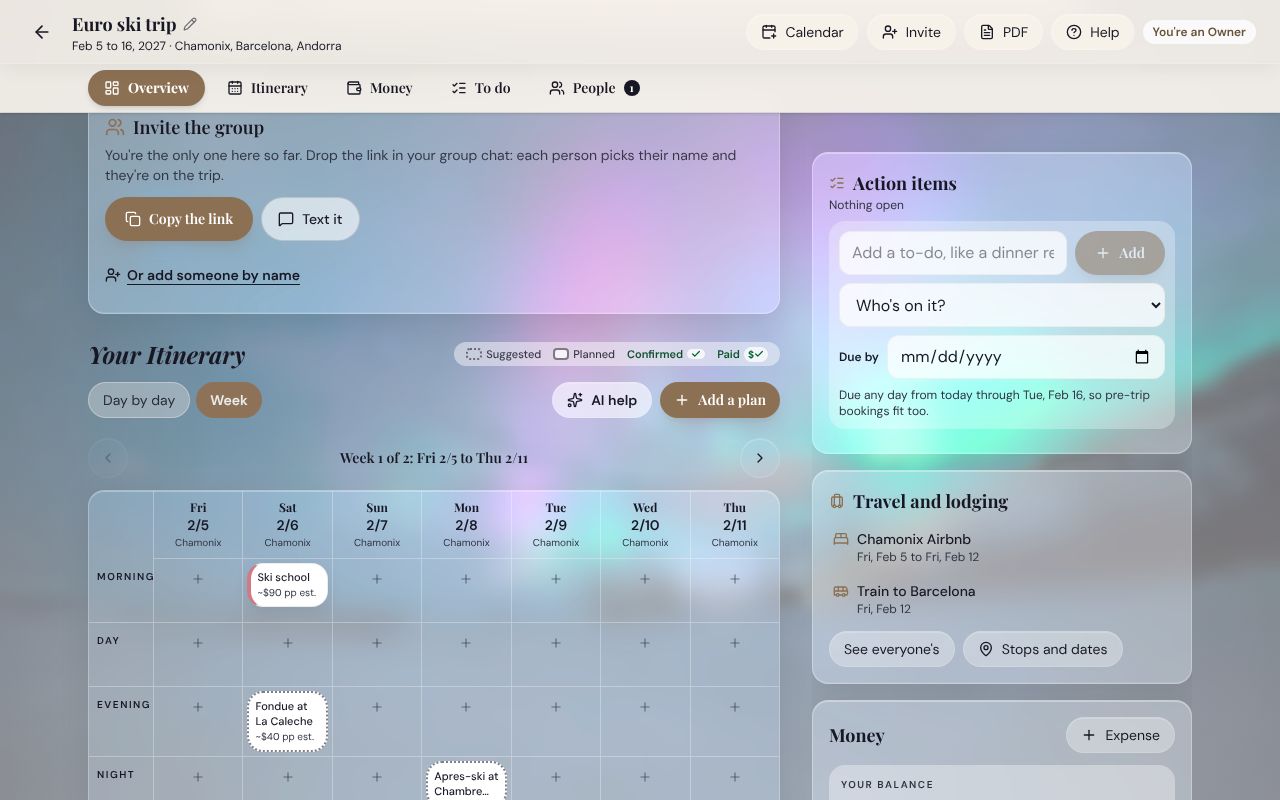 Euro ski trip
Feb 5 to 16, 2027 · Chamonix, Barcelona, Andorra
Calendar
Invite
PDF
Help
You're an Owner
Overview
Itinerary
Money
To do
People 1
Invite the group
You're the only one here so far. Drop the link in your group chat: each person picks their name and
they're on the trip.
Copy the link
Text it
Or add someone by name
Your Itinerary
Suggested
Planned
Confirmed
Paid $
Day by day
Week
AI help
Add a plan
Week 1 of 2: Fri 2/5 to Thu 2/11
Fri
2/5
Chamonix
Sat
2/6
Chamonix
Sun
2/7
Chamonix
Mon
2/8
Chamonix
Tue
2/9
Chamonix
Wed
2/10
Chamonix
Thu
2/11
Chamonix
MORNING
Ski school
~$90 pp est.
DAY
EVENING
Fondue at
La Caleche
~$40 pp est.
NIGHT
Apres-ski at
Chambre…
Action items
Nothing open
Add a to-do, like a dinner re
Add
Who's on it?
Due by
mm/dd/yyyy
Due any day from today through Tue, Feb 16, so pre-trip
bookings fit too.
Travel and lodging
Chamonix Airbnb
Fri, Feb 5 to Fri, Feb 12
Train to Barcelona
Fri, Feb 12
See everyone's
Stops and dates
Money
Expense
YOUR BALANCE